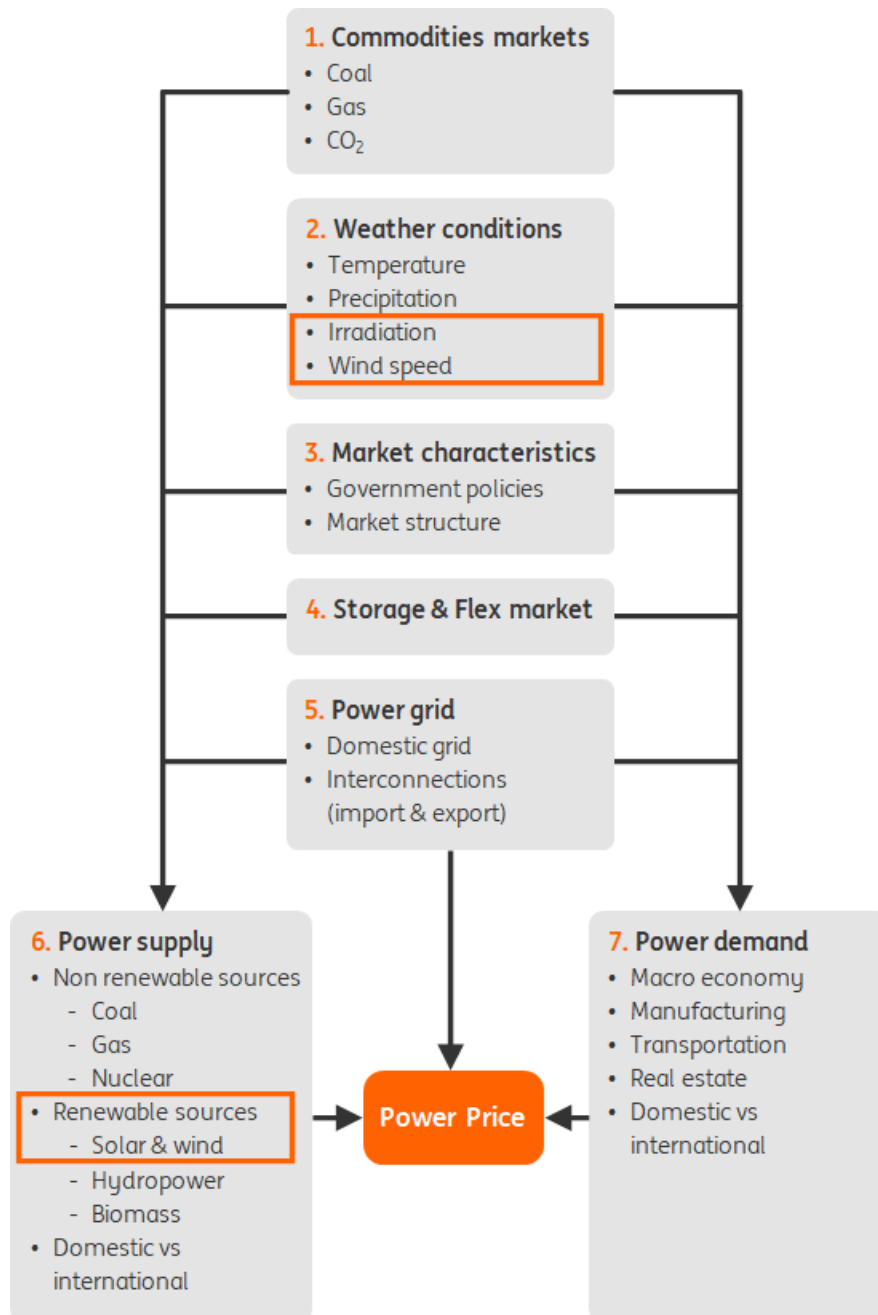 1. Commodities markets
• Coal
• Gas
• CO₂
2. Weather conditions
• Temperature
• Precipitation
• Irradiation
• Wind speed
3. Market characteristics
• Government policies
• Market structure
4. Storage & Flex market
5. Power grid
• Domestic grid
• Interconnections
(import & export)
6. Power supply
• Non renewable sources
- Coal
- Gas
- Nuclear
• Renewable sources
- Solar & wind
- Hydropower
- Biomass
• Domestic vs
international
Power Price
7. Power demand
• Macro economy
• Manufacturing
• Transportation
• Real estate
• Domestic vs
international